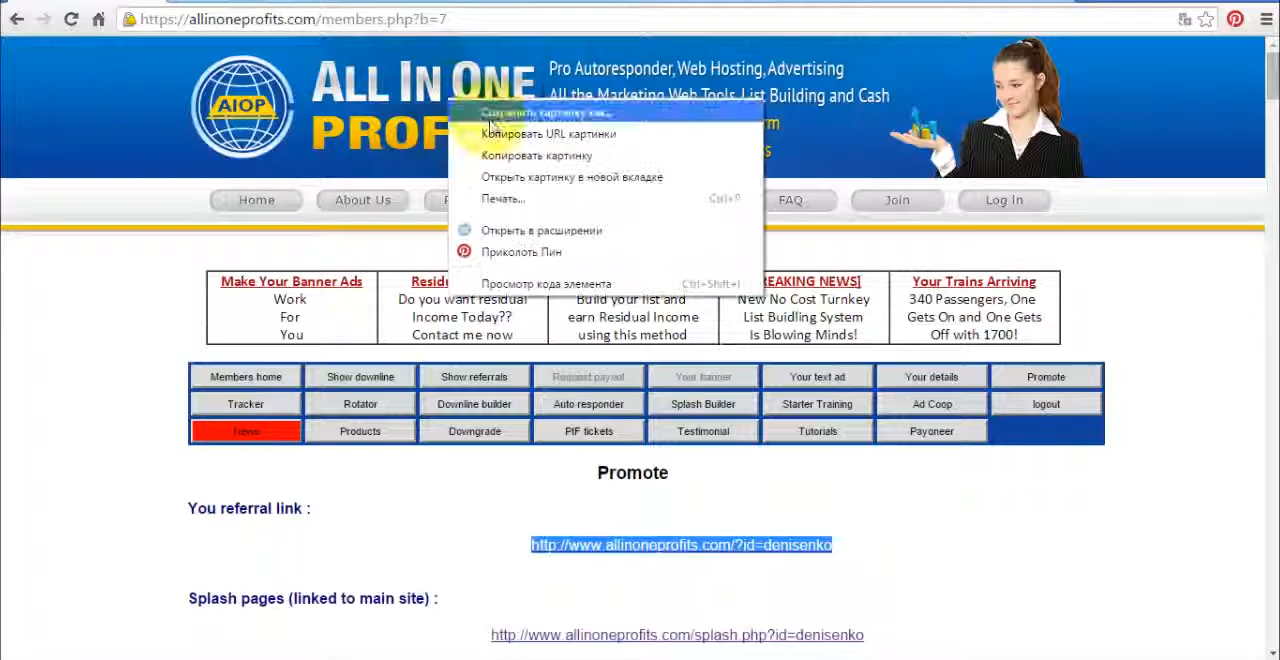 https://allinoneprofits.com/members.php?b=7
AIOP
ALL IN ONE
PROF
Pro Autoresponder, Web Hosting, Advertising
All the Marketing Web Tools List Building and Cash
Сохранить картинку как...
Копировать URL картинки
Копировать картинку
Открыть картинку в новой вкладке
Печать... Ctrl+P
Открыть в расширении
Приколоть Пин
Просмотр кода элемента Ctrl+Shift+I
Home About Us FAQ Join Log in
Make Your Banner Ads
Work
For
You
Do you want residual
Income Today??
Contact me now
Build your list and
earn Residual Income
using this method
REAKING NEWS]
New No Cost Turnkey
List Buidling System
Is Blowing Minds!
Your Trains Arriving
340 Passengers, One
Gets On and One Gets
Off with 1700!
Members home Show downline Show referrals Request payout Your banner Your text ad Your details Promote
Tracker Rotator Downline builder Auto responder Splash Builder Starter Training Ad Coop logout
News Products Downgrade PIF tickets Testimonial Tutorials Payoneer
Promote
You referral link :
http://www.allinoneprofits.com/?id=denisenko
Splash pages (linked to main site) :
http://www.allinoneprofits.com/splash.php?id=denisenko